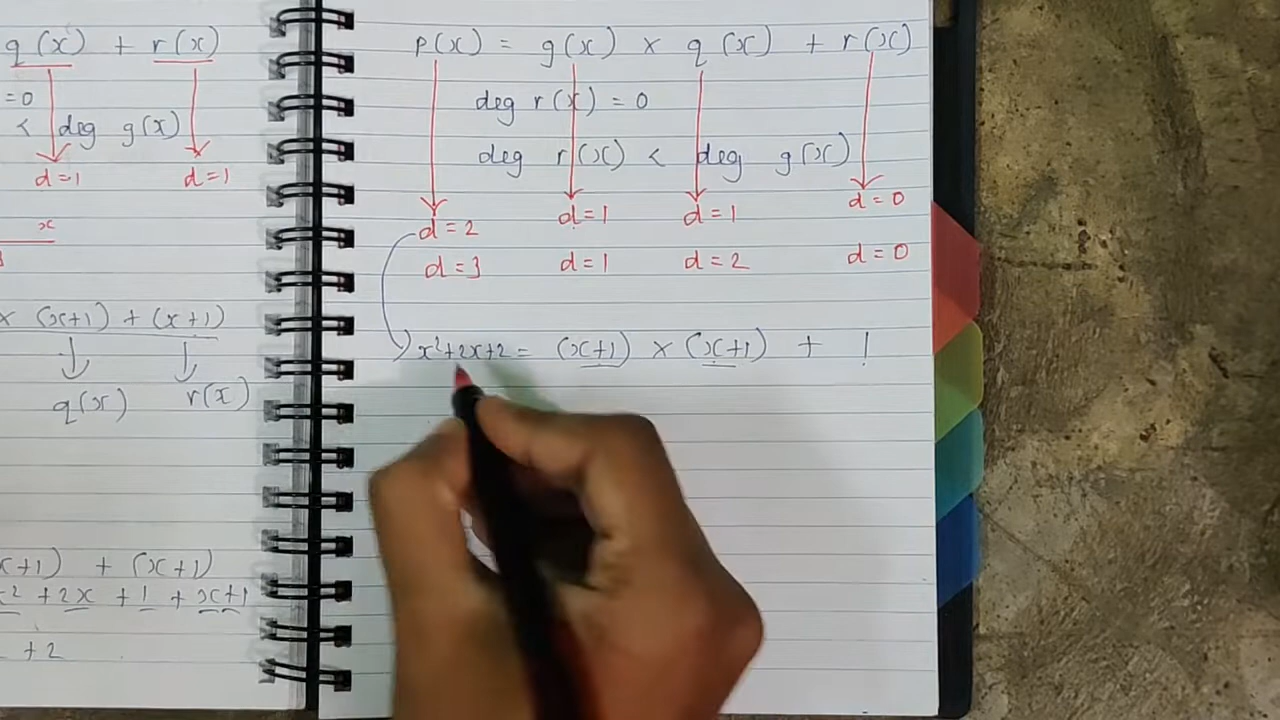 q(x) + r(x)
= 0
< deg g(x)
d=1 d=1
x
x (x+1) + (x+1)
q(x) r(x)
x+1) + (x+1)
x² + 2x + 1 + x+1
+ 2
p(x) = g(x) x q(x) + r(x)
deg r(x) = 0
deg r(x) < deg g(x)
d=2 d=1 d=1 d=0
d=3 d=1 d=2 d=0
x²+2x+2 = (x+1) x (x+1) + 1